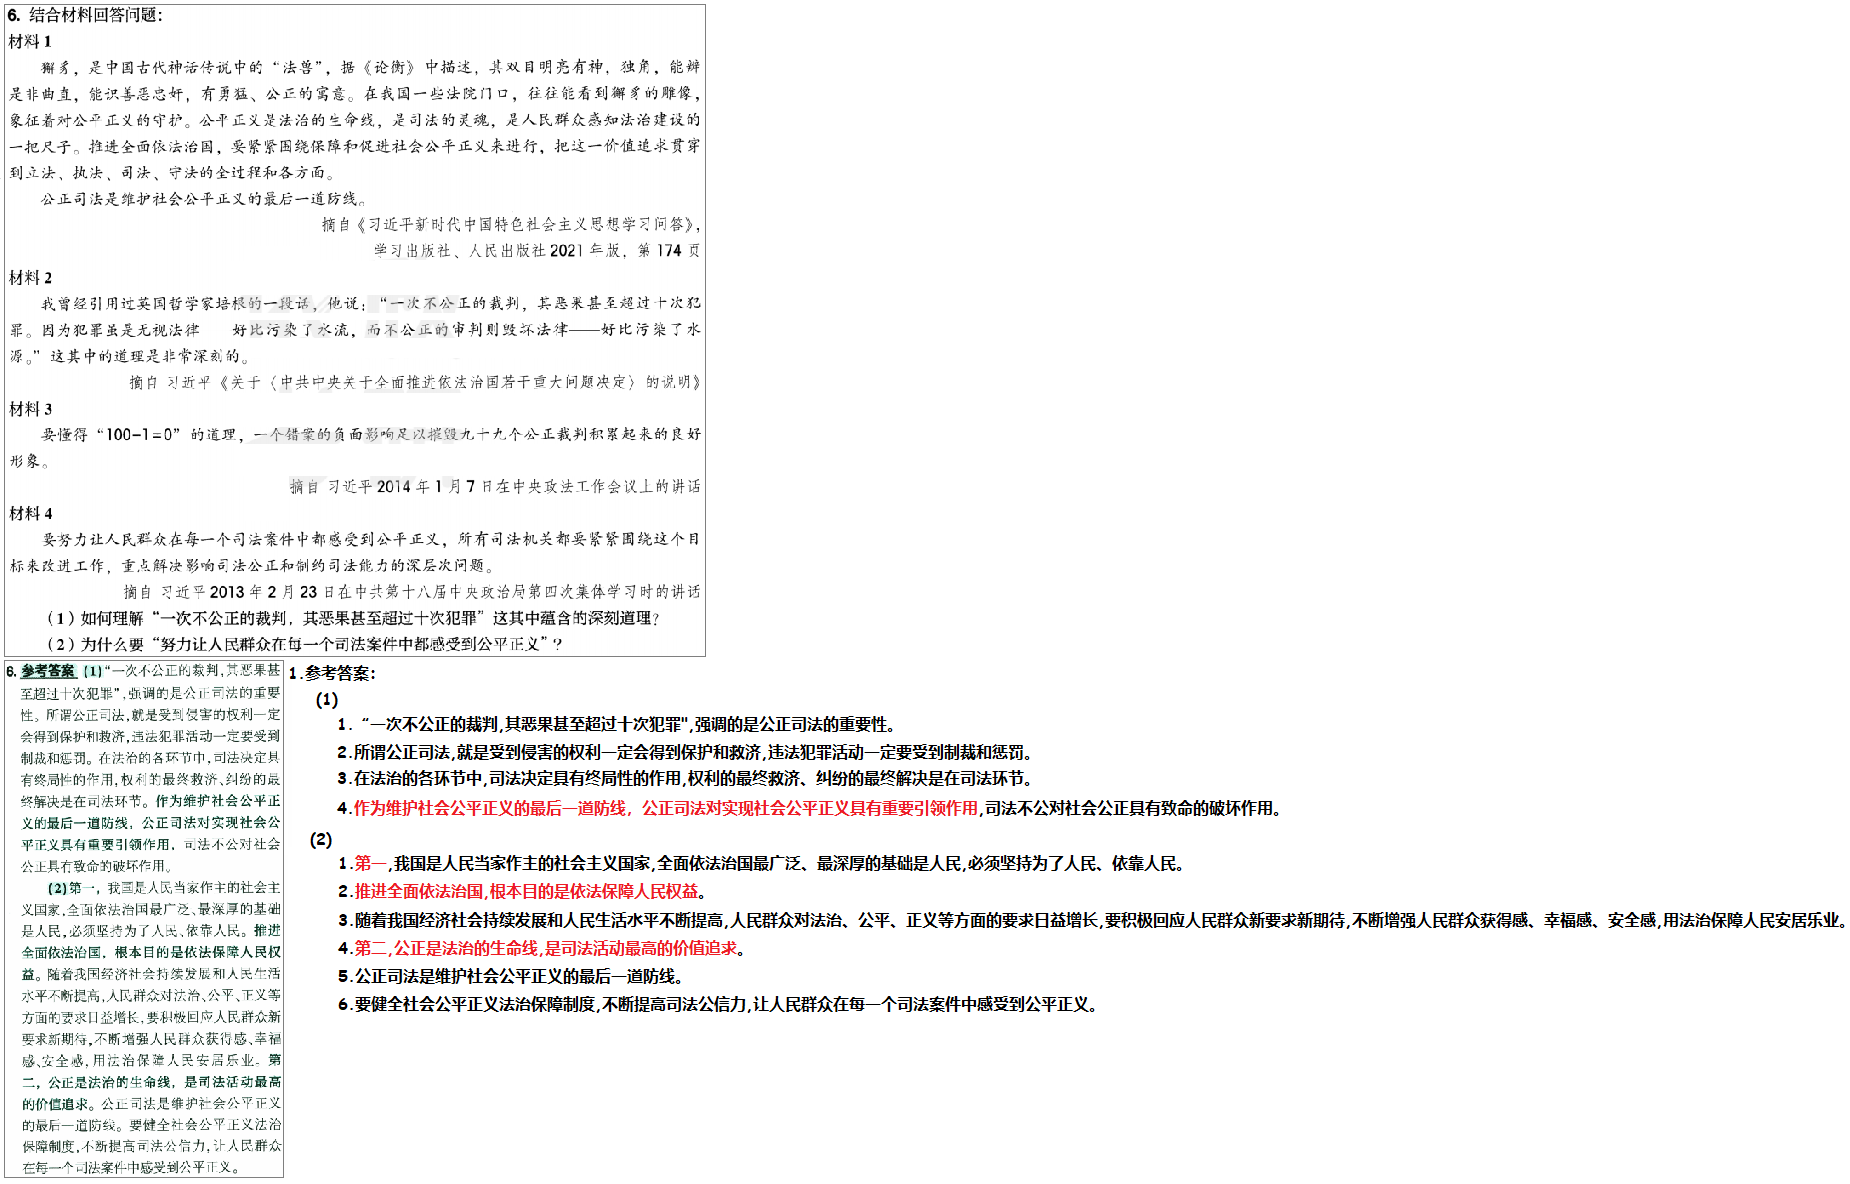 6. 结合材料回答问题：
材料 1
獬豸，是中国古代神话传说中的“法兽”，据《论衡》中描述，其双目明亮有神，独角，能辨
是非曲直，能识善恶忠奸，有勇猛、公正的寓意。在我国一些法院门口，往往能看到獬豸的雕像，
象征着对公平正义的守护。公平正义是法治的生命线，是司法的灵魂，是人民群众感知法治建设的
一把尺子。推进全面依法治国，要紧紧围绕保障和促进社会公平正义来进行，把这一价值追求贯穿
到立法、执法、司法、守法的全过程和各方面。
公正司法是维护社会公平正义的最后一道防线。
摘自《习近平新时代中国特色社会主义思想学习问答》，
学习出版社、人民出版社 2021 年版，第 174 页
材料 2
我曾经引用过英国哲学家培根的一段话，他说：“一次不公正的裁判，其恶果甚至超过十次犯
罪。因为犯罪虽是无视法律 好比污染了水流，而不公正的审判则毁坏法律——好比污染了水
源。”这其中的道理是非常深刻的。
摘自 习近平《关于〈中共中央关于全面推进依法治国若干重大问题决定〉的说明》
材料 3
要懂得“100-1=0”的道理，一个错案的负面影响足以摧毁九十九个公正裁判积累起来的良好
形象。
摘自 习近平 2014 年 1 月 7 日在中央政法工作会议上的讲话
材料 4
要努力让人民群众在每一个司法案件中都感受到公平正义，所有司法机关都要紧紧围绕这个目
标来改进工作，重点解决影响司法公正和制约司法能力的深层次问题。
摘自 习近平 2013 年 2 月 23 日在中共第十八届中央政治局第四次集体学习时的讲话
（1）如何理解“一次不公正的裁判，其恶果甚至超过十次犯罪”这其中蕴含的深刻道理？
（2）为什么要“努力让人民群众在每一个司法案件中都感受到公平正义”？
6. 参考答案 (1)“一次不公正的裁判,其恶果甚
至超过十次犯罪”,强调的是公正司法的重要
性。所谓公正司法,就是受到侵害的权利一定
会得到保护和救济,违法犯罪活动一定要受到
制裁和惩罚。在法治的各环节中,司法决定具
有终局性的作用,权利的最终救济、纠纷的最
终解决是在司法环节。作为维护社会公平正
义的最后一道防线，公正司法对实现社会公
平正义具有重要引领作用，司法不公对社会
公正具有致命的破坏作用。
(2)第一，我国是人民当家作主的社会主
义国家,全面依法治国最广泛、最深厚的基础
是人民,必须坚持为了人民、依靠人民。推进
全面依法治国，根本目的是依法保障人民权
益。随着我国经济社会持续发展和人民生活
水平不断提高,人民群众对法治、公平、正义等
方面的要求日益增长,要积极回应人民群众新
要求新期待,不断增强人民群众获得感、幸福
感、安全感,用法治保障人民安居乐业。第
二，公正是法治的生命线，是司法活动最高
的价值追求。公正司法是维护社会公平正义
的最后一道防线。要健全社会公平正义法治
保障制度,不断提高司法公信力,让人民群众
在每一个司法案件中感受到公平正义。
1.参考答案：
(1)
1.“一次不公正的裁判,其恶果甚至超过十次犯罪",强调的是公正司法的重要性。
2.所谓公正司法,就是受到侵害的权利一定会得到保护和救济,违法犯罪活动一定要受到制裁和惩罚。
3.在法治的各环节中,司法决定具有终局性的作用,权利的最终救济、纠纷的最终解决是在司法环节。
4.作为维护社会公平正义的最后一道防线，公正司法对实现社会公平正义具有重要引领作用,司法不公对社会公正具有致命的破坏作用。
(2)
1.第一,我国是人民当家作主的社会主义国家,全面依法治国最广泛、最深厚的基础是人民,必须坚持为了人民、依靠人民。
2.推进全面依法治国,根本目的是依法保障人民权益。
3.随着我国经济社会持续发展和人民生活水平不断提高,人民群众对法治、公平、正义等方面的要求日益增长,要积极回应人民群众新要求新期待,不断增强人民群众获得感、幸福感、安全感,用法治保障人民安居乐业。
4.第二,公正是法治的生命线,是司法活动最高的价值追求。
5.公正司法是维护社会公平正义的最后一道防线。
6.要健全社会公平正义法治保障制度,不断提高司法公信力,让人民群众在每一个司法案件中感受到公平正义。